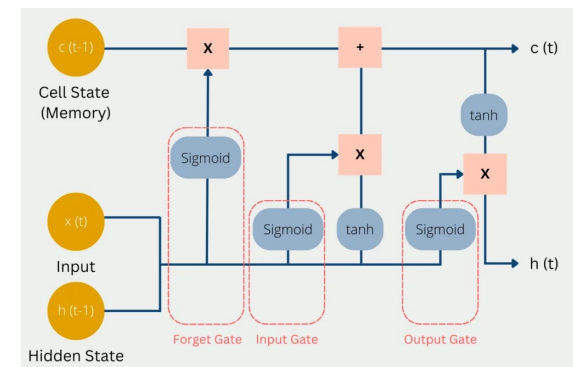 c (t-1)
X
+
c (t)
Cell State
(Memory)
tanh
Sigmoid
X
X
x (t)
Sigmoid
tanh
Sigmoid
Input
h (t)
h (t-1)
Forget Gate
Input Gate
Output Gate
Hidden State